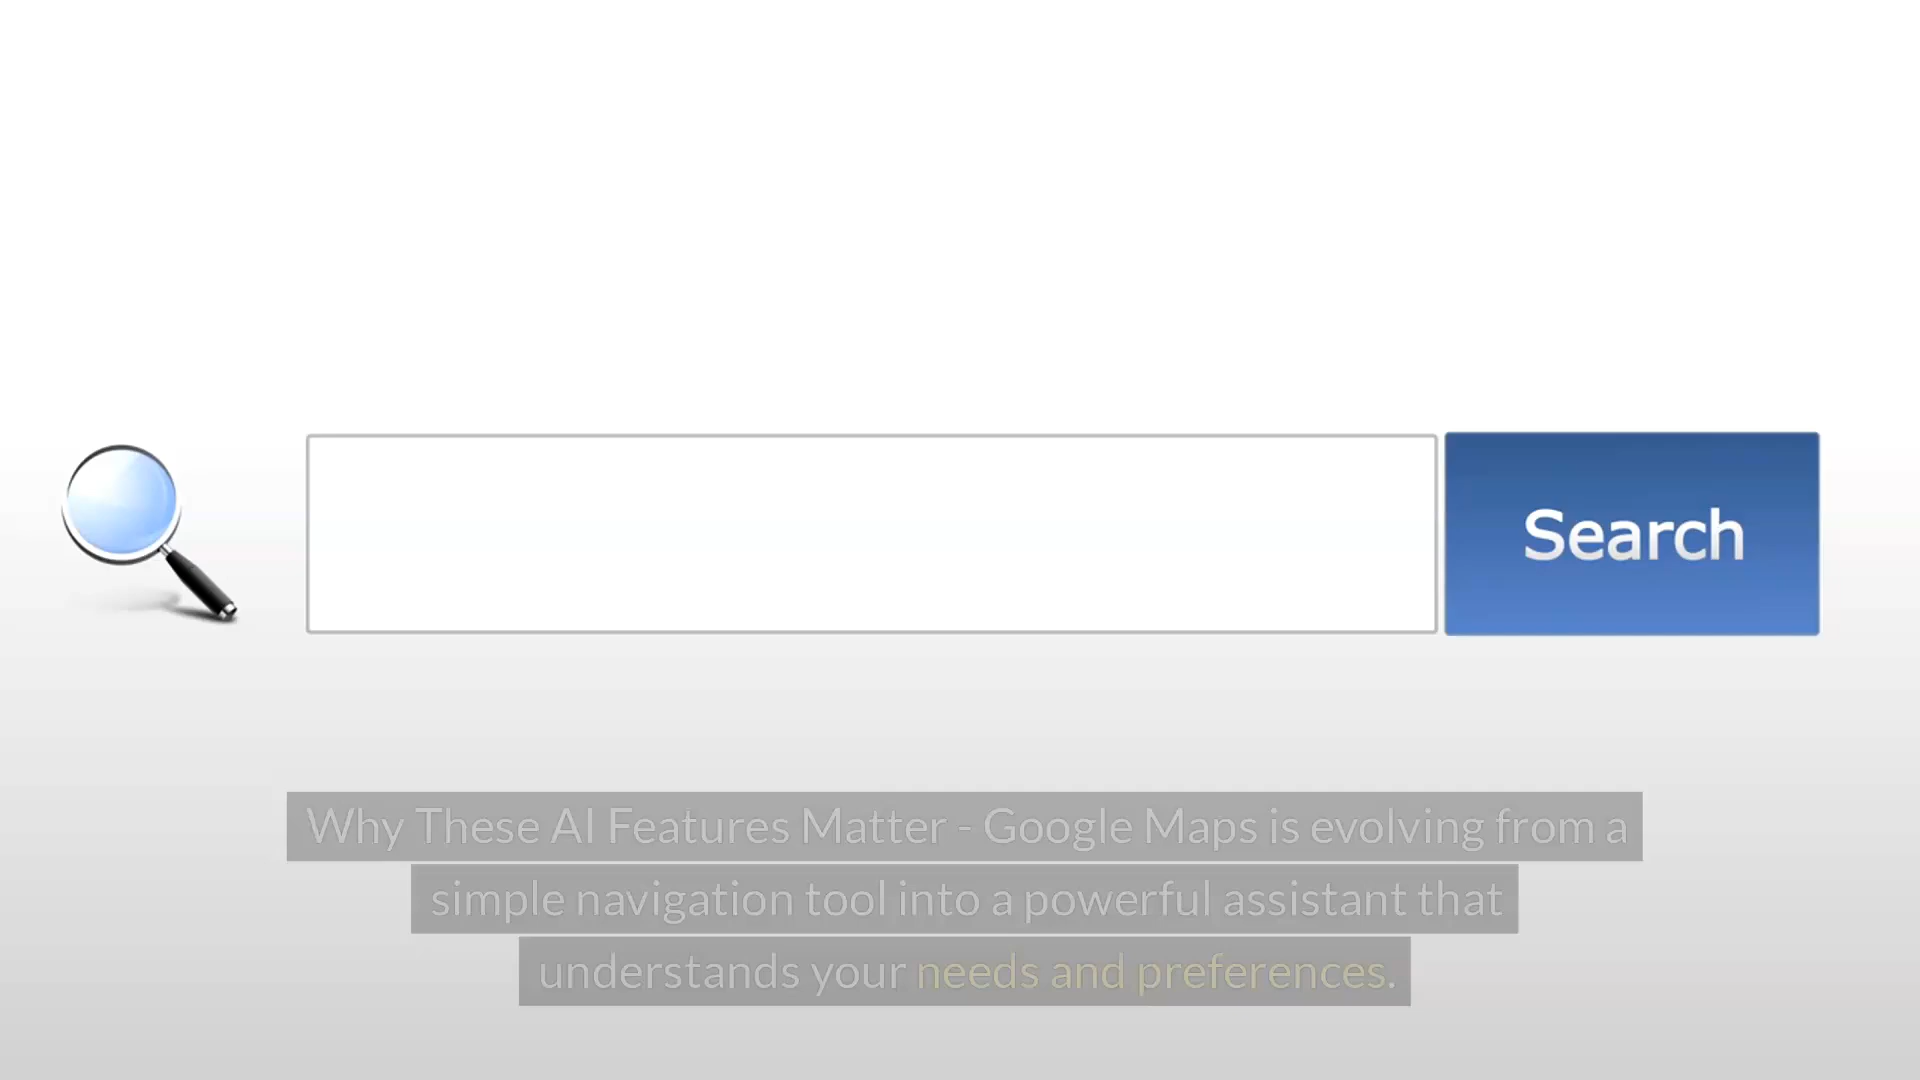 Search
Why These AI Features Matter - Google Maps is evolving from a
simple navigation tool into a powerful assistant that
understands your needs and preferences.